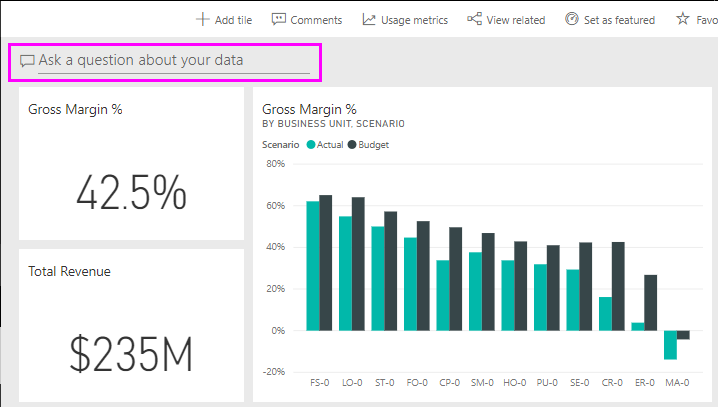 Add tile Comments Usage metrics View related Set as featured Favo
Ask a question about your data
Gross Margin %
42.5%
Total Revenue
$235M
Gross Margin %
BY BUSINESS UNIT, SCENARIO
Scenario Actual Budget
80%
60%
40%
20%
0%
-20%
FS-0 LO-0 ST-0 FO-0 CP-0 SM-0 HO-0 PU-0 SE-0 CR-0 ER-0 MA-0